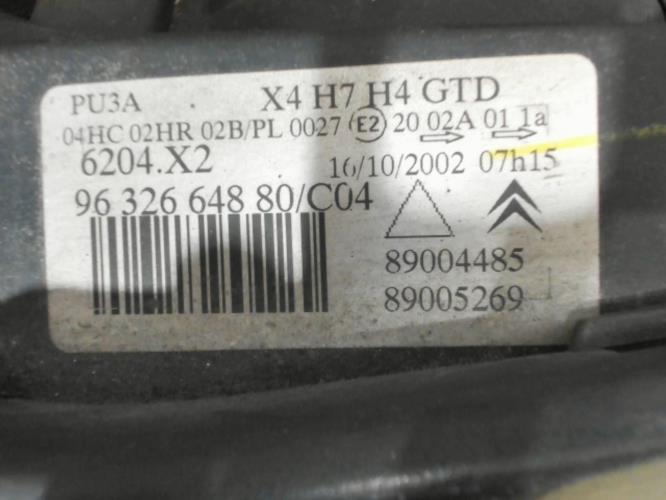 PU3A X4 H7 H4 GTD
04HC 02HR 02B/PL 0027 E2 20 02A 01 1a
6204.X2 16/10/2002 07h15
96 326 648 80/C04
89004485
89005269